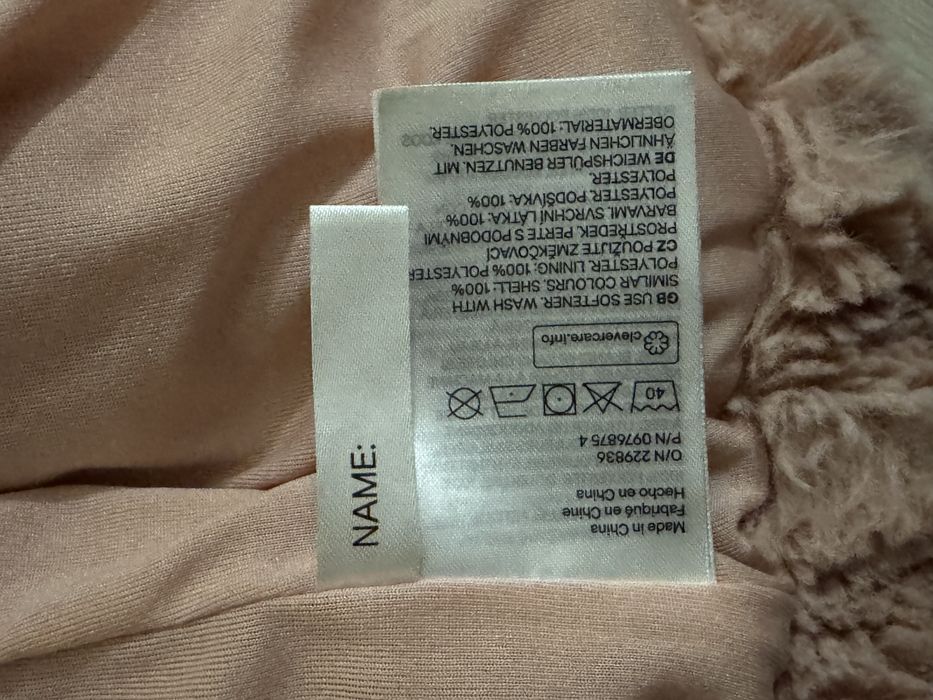 Made in China
Fabriqué en Chine
Hecho en China
O/N 229836
P/N 0976875 4
40
clevercare.info
GB USE SOFTENER. WASH WITH
SIMILAR COLOURS. SHELL: 100%
POLYESTER. LINING: 100% POLYESTER
CZ POUŽIJTE ZMĚKČOVACÍ
PROSTŘEDEK. PERTE S PODOBNÝMI
BARVAMI. SVRCHNÍ LÁTKA: 100%
POLYESTER. PODŠÍVKA: 100%
POLYESTER.
DE WEICHSPÜLER BENUTZEN. MIT
ÄHNLICHEN FARBEN WASCHEN.
OBERMATERIAL: 100% POLYESTER.
NAME: